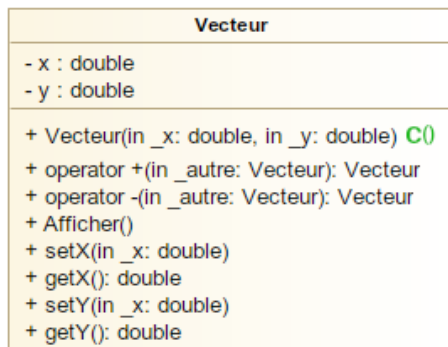 Vecteur
- x : double
- y : double
+ Vecteur(in _x: double, in _y: double) C()
+ operator +(in _autre: Vecteur): Vecteur
+ operator -(in _autre: Vecteur): Vecteur
+ Afficher()
+ setX(in _x: double)
+ getX(): double
+ setY(in _x: double)
+ getY(): double